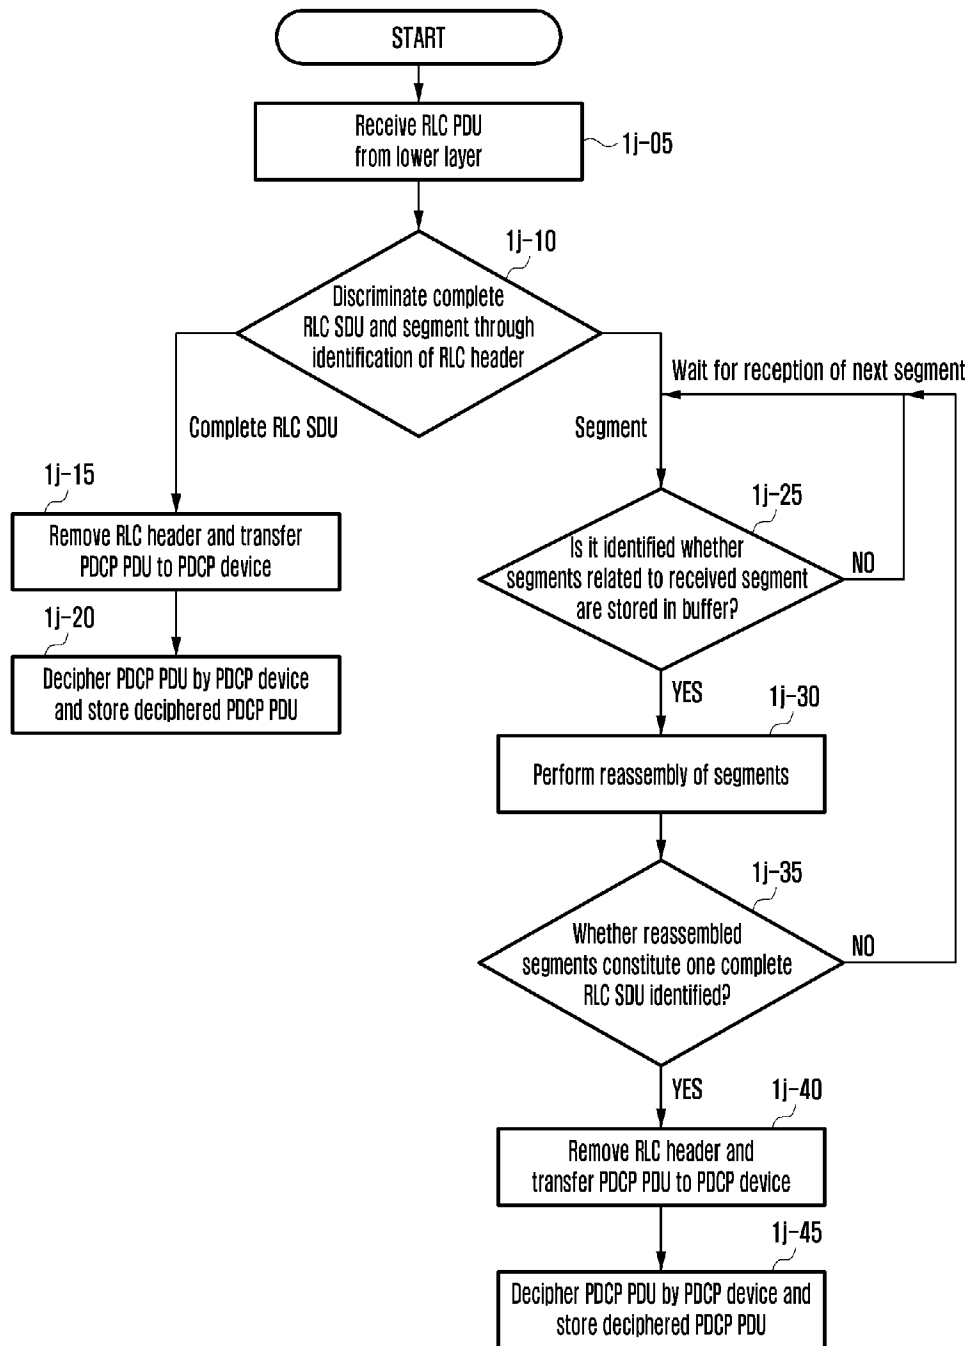 START
Receive RLC PDU
from lower layer
1j-05
1j-10
Discriminate complete
RLC SDU and segment through
identification of RLC header
Wait for reception of next segment
Complete RLC SDU
Segment
1j-15
Remove RLC header and transfer
PDCP PDU to PDCP device
1j-20
Decipher PDCP PDU by PDCP device
and store deciphered PDCP PDU
1j-25
Is it identified whether
segments related to received segment
are stored in buffer?
NO
YES
1j-30
Perform reassembly of segments
1j-35
Whether reassembled
segments constitute one complete
RLC SDU identified?
NO
YES
1j-40
Remove RLC header and
transfer PDCP PDU to PDCP device
1j-45
Decipher PDCP PDU by PDCP device and
store deciphered PDCP PDU